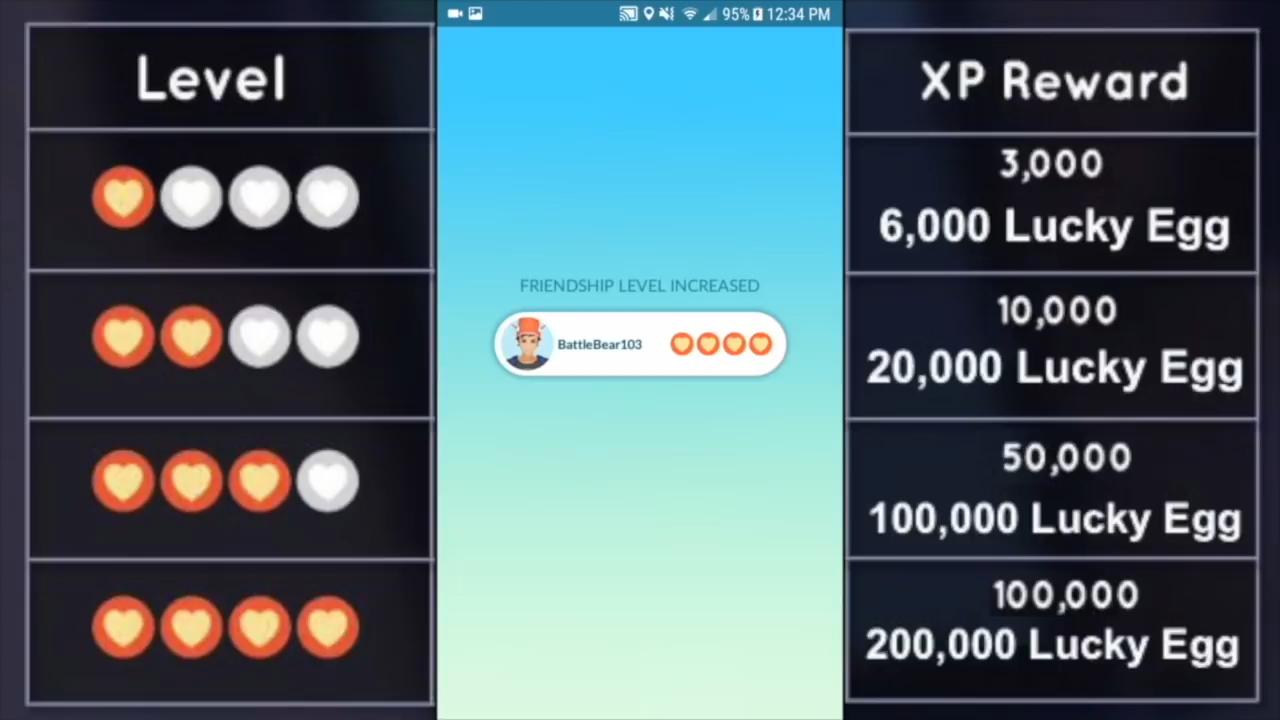 Level
95% 12:34 PM
FRIENDSHIP LEVEL INCREASED
BattleBear103
XP Reward
3,000
6,000 Lucky Egg
10,000
20,000 Lucky Egg
50,000
100,000 Lucky Egg
100,000
200,000 Lucky Egg